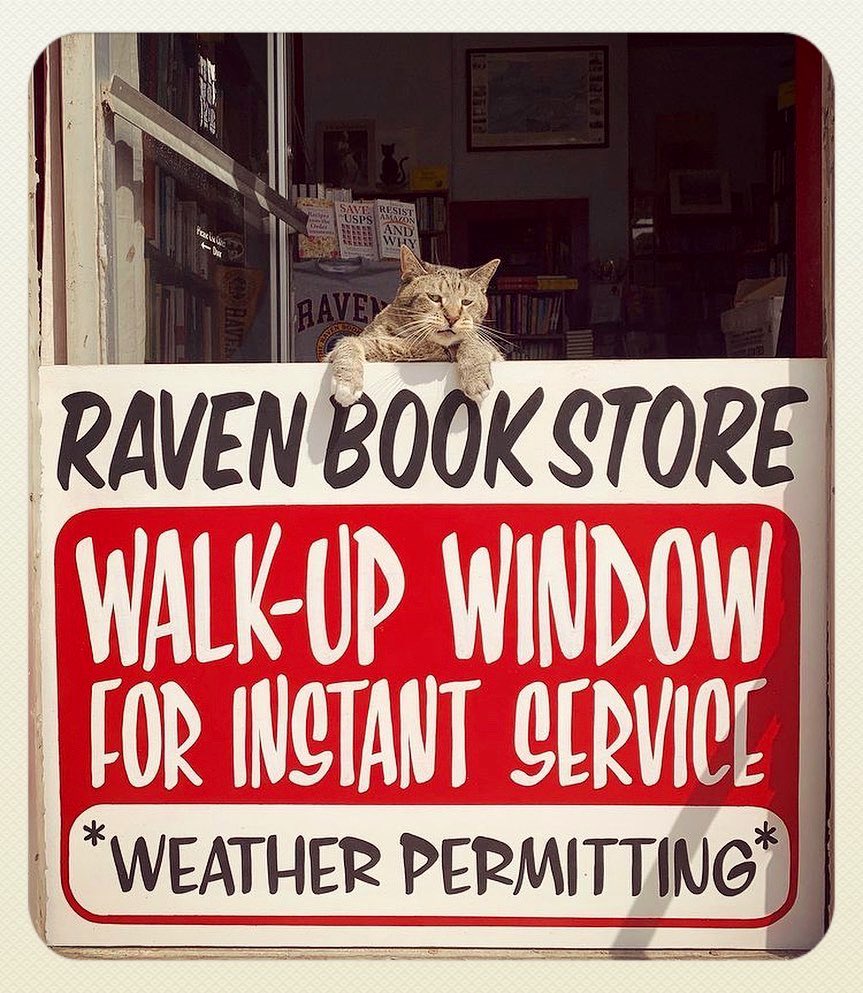 SAVE
USPS
RESIST
AMAZON
AND
WHY
RAVEN
RAVEN BOOK STORE
WALK-UP WINDOW
FOR INSTANT SERVICE
*WEATHER PERMITTING*